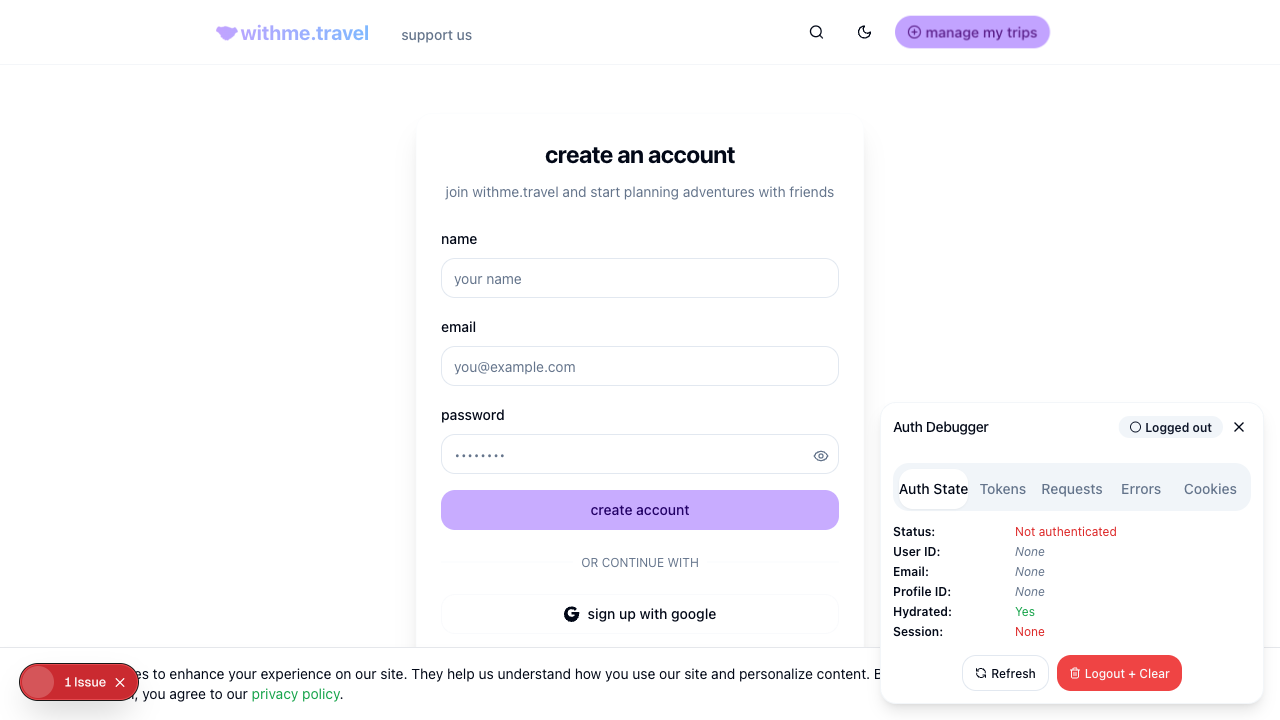 withme.travel
support us
manage my trips
create an account
join withme.travel and start planning adventures with friends
name
your name
email
you@example.com
password
••••••••
create account
OR CONTINUE WITH
sign up with google
Auth Debugger
Logged out
Auth State Tokens Requests Errors Cookies
Status: Not authenticated
User ID: None
Email: None
Profile ID: None
Hydrated: Yes
Session: None
Refresh
Logout + Clear
to enhance your experience on our site. They help us understand how you use our site and personalize content.
you agree to our privacy policy.
1 Issue